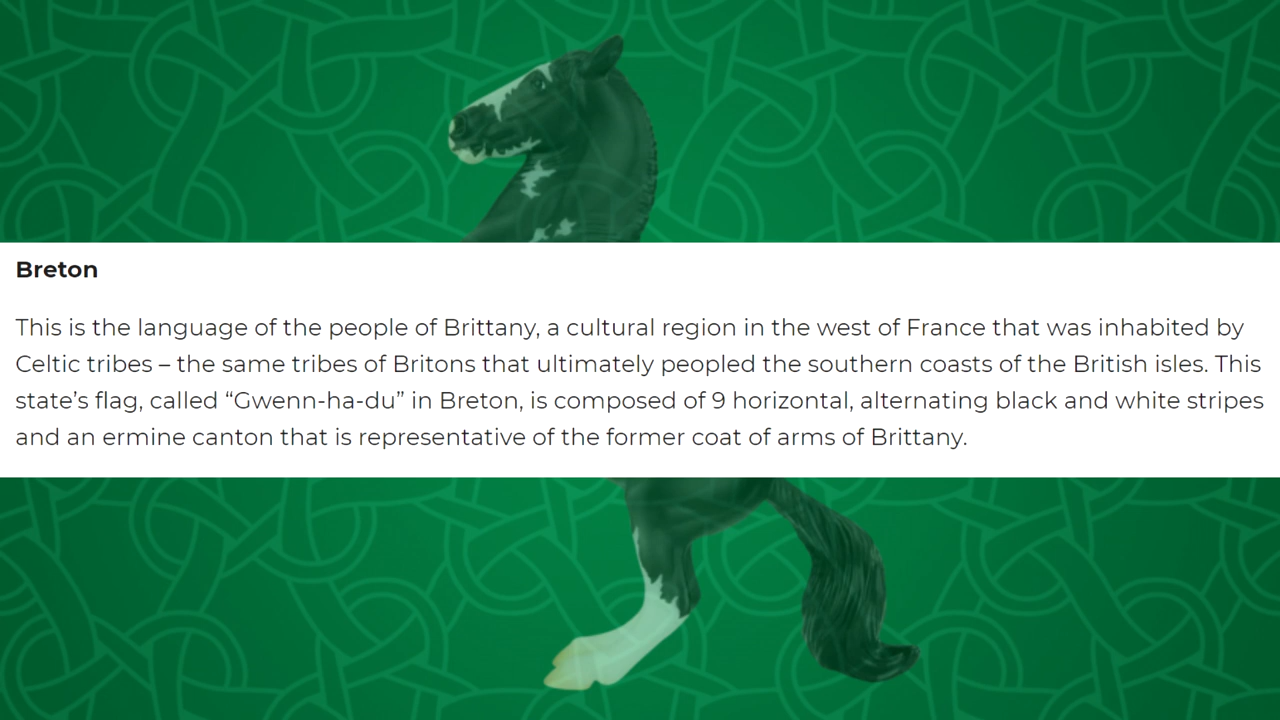 Breton
This is the language of the people of Brittany, a cultural region in the west of France that was inhabited by
Celtic tribes – the same tribes of Britons that ultimately peopled the southern coasts of the British isles. This
state’s flag, called “Gwenn-ha-du” in Breton, is composed of 9 horizontal, alternating black and white stripes
and an ermine canton that is representative of the former coat of arms of Brittany.